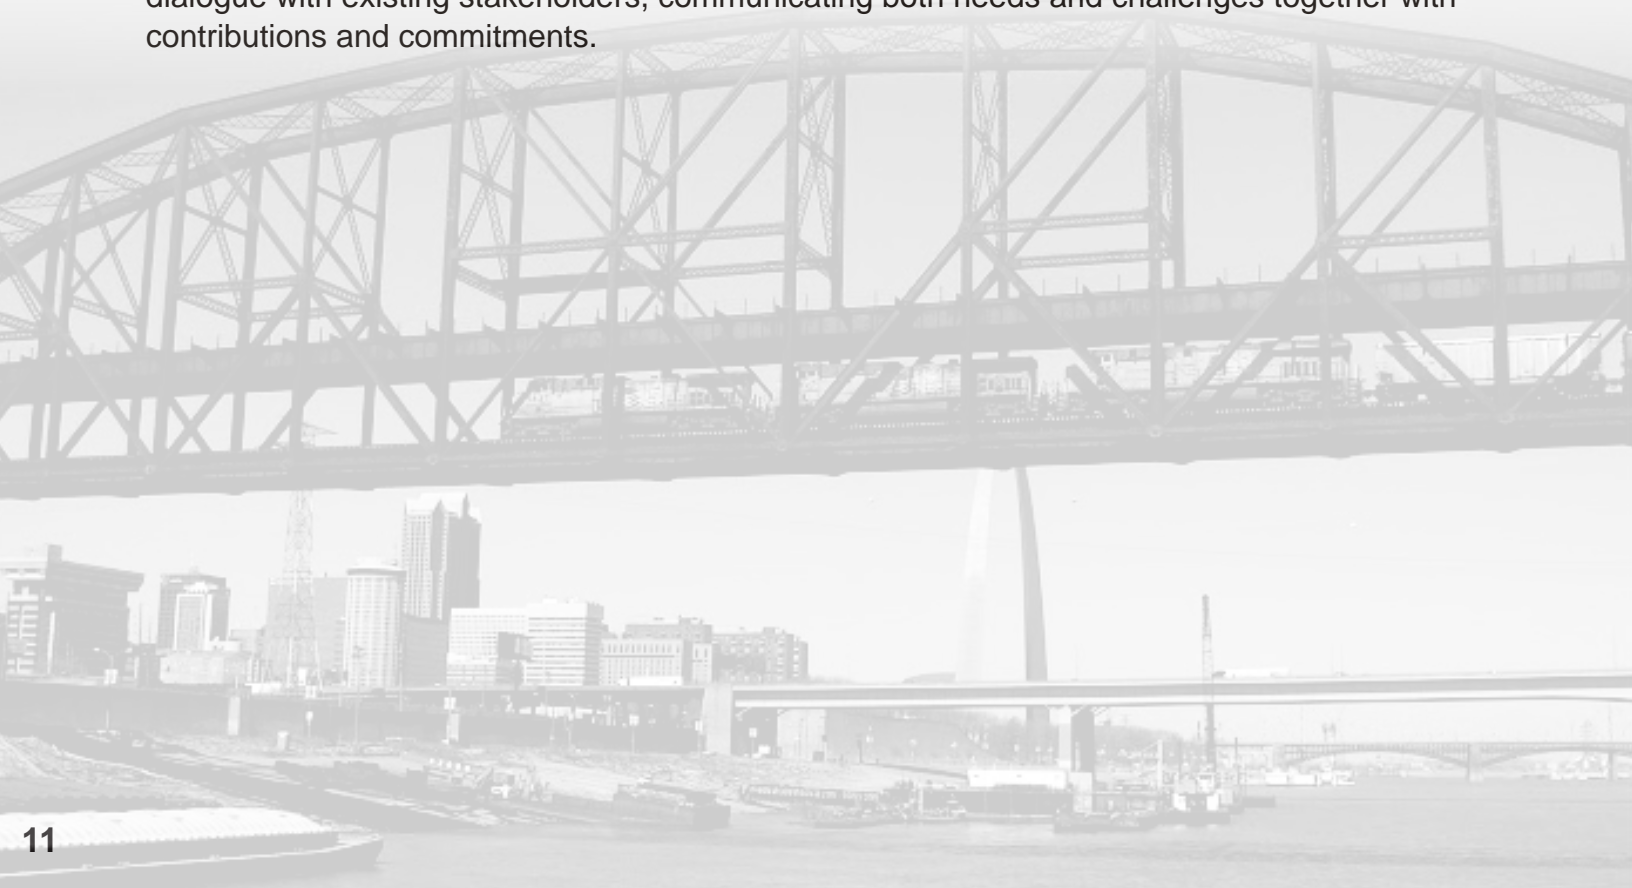 dialogue with existing stakeholders, communicating both needs and challenges together with
contributions and commitments.
11